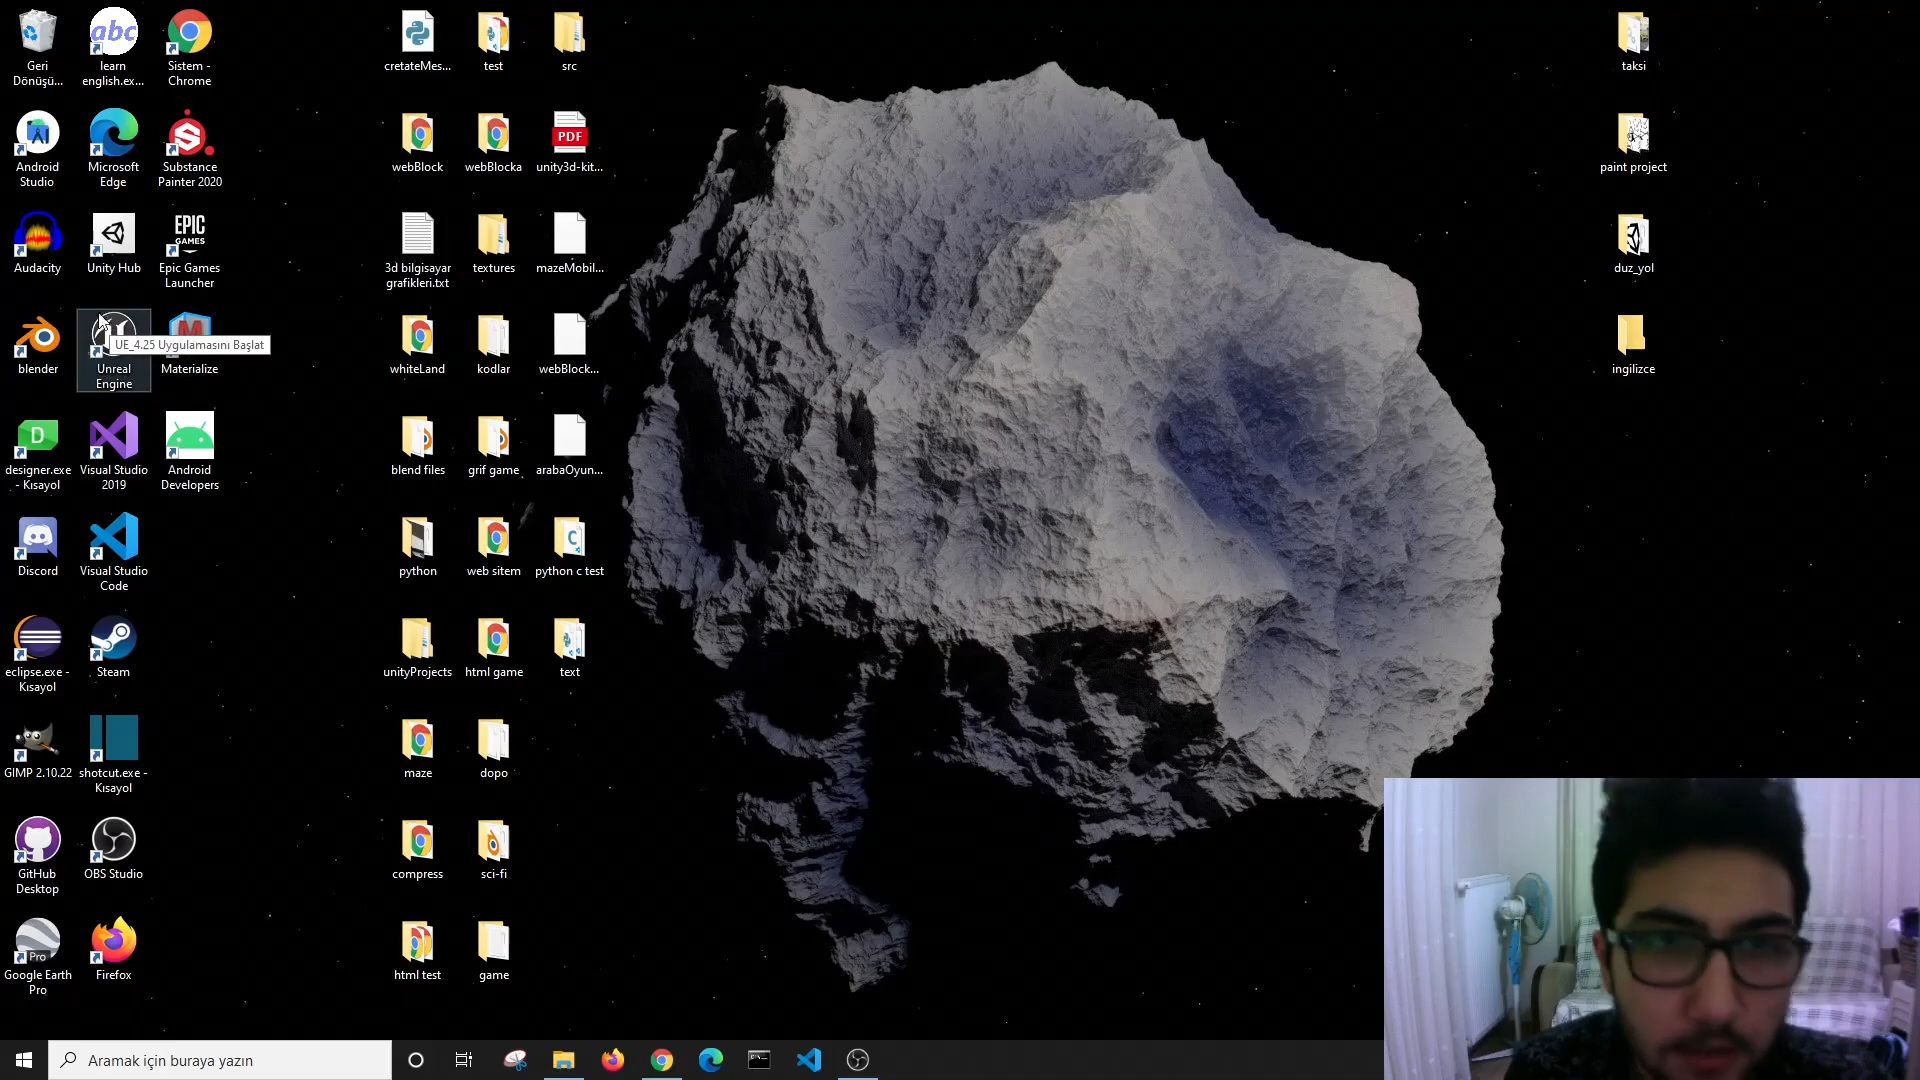 Geri
Dönüşü...
abc
learn
english.ex...
Sistem -
Chrome
cretateMes...
test
src
taksi
Android
Studio
Microsoft
Edge
Substance
Painter 2020
webBlock
webBlocka
PDF
unity3d-kit...
paint project
Audacity
Unity Hub
EPIC
GAMES
Epic Games
Launcher
3d bilgisayar
grafikleri.txt
textures
mazeMobil...
duz_yol
blender
UE_4.25 Uygulamasını Başlat
Unreal
Engine
Materialize
whiteLand
kodlar
webBlock...
ingilizce
D
designer.exe
- Kısayol
Visual Studio
2019
Android
Developers
blend files
grif game
arabaOyun...
Discord
Visual Studio
Code
python
web sitem
C
python c test
eclipse.exe -
Kısayol
Steam
unityProjects
html game
text
GIMP 2.10.22
shotcut.exe -
Kısayol
maze
dopo
GitHub
Desktop
OBS Studio
compress
sci-fi
Pro
Google Earth
Pro
Firefox
html test
game
Aramak için buraya yazın